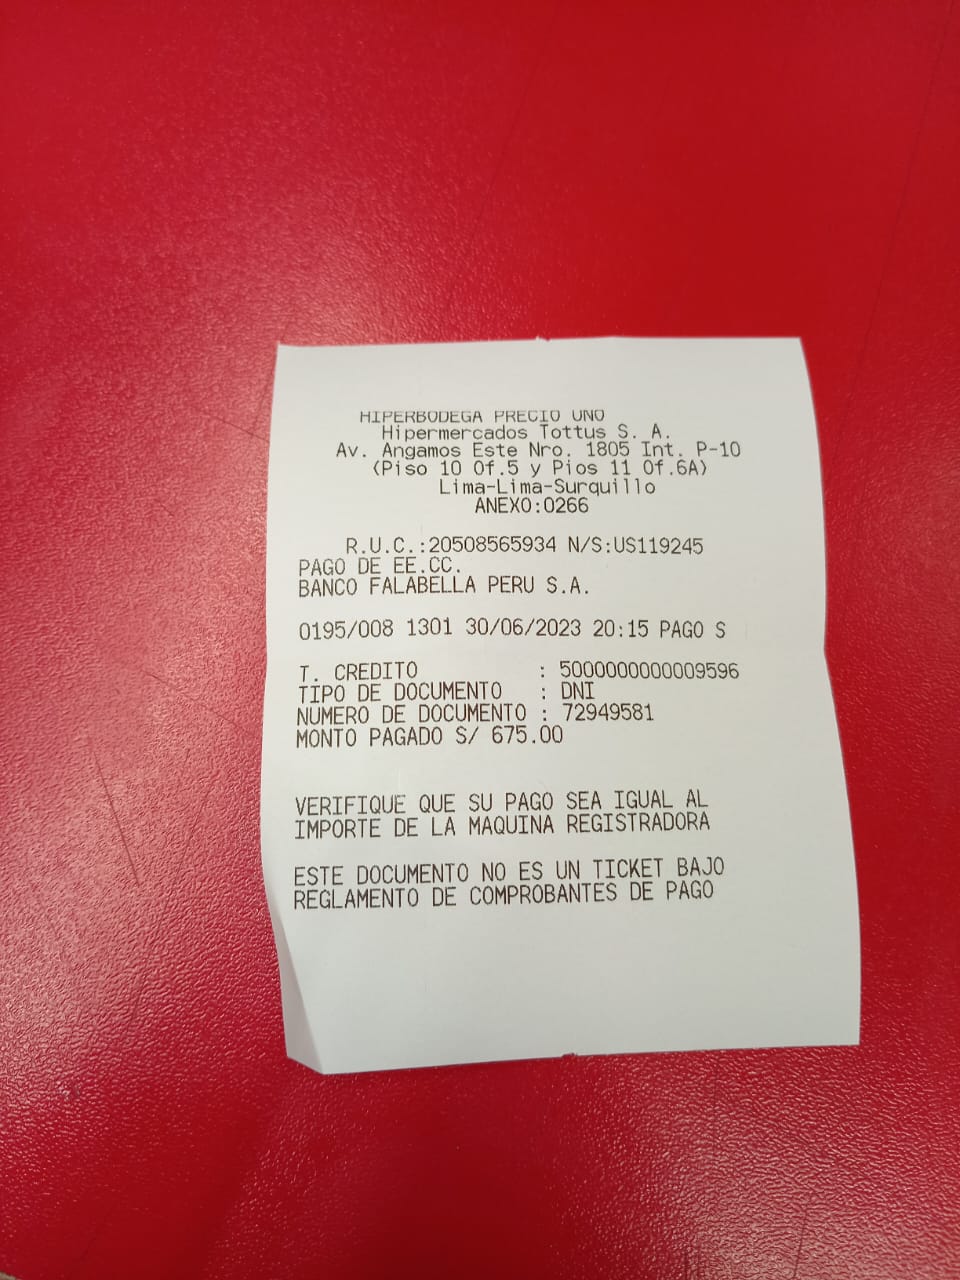 HIPERBODEGA PRECIO UNO
Hipermercados Tottus S. A.
Av. Angamos Este Nro. 1805 Int. P-10
(Piso 10 Of.5 y Pios 11 Of.6A)
Lima-Lima-Surquillo
ANEXO:0266
R.U.C.:20508565934 N/S:US119245
PAGO DE EE.CC.
BANCO FALABELLA PERU S.A.
0195/008 1301 30/06/2023 20:15 PAGO S
T. CREDITO : 5000000000009596
TIPO DE DOCUMENTO : DNI
NUMERO DE DOCUMENTO : 72949581
MONTO PAGADO S/ 675.00
VERIFIQUE QUE SU PAGO SEA IGUAL AL
IMPORTE DE LA MAQUINA REGISTRADORA
ESTE DOCUMENTO NO ES UN TICKET BAJO
REGLAMENTO DE COMPROBANTES DE PAGO